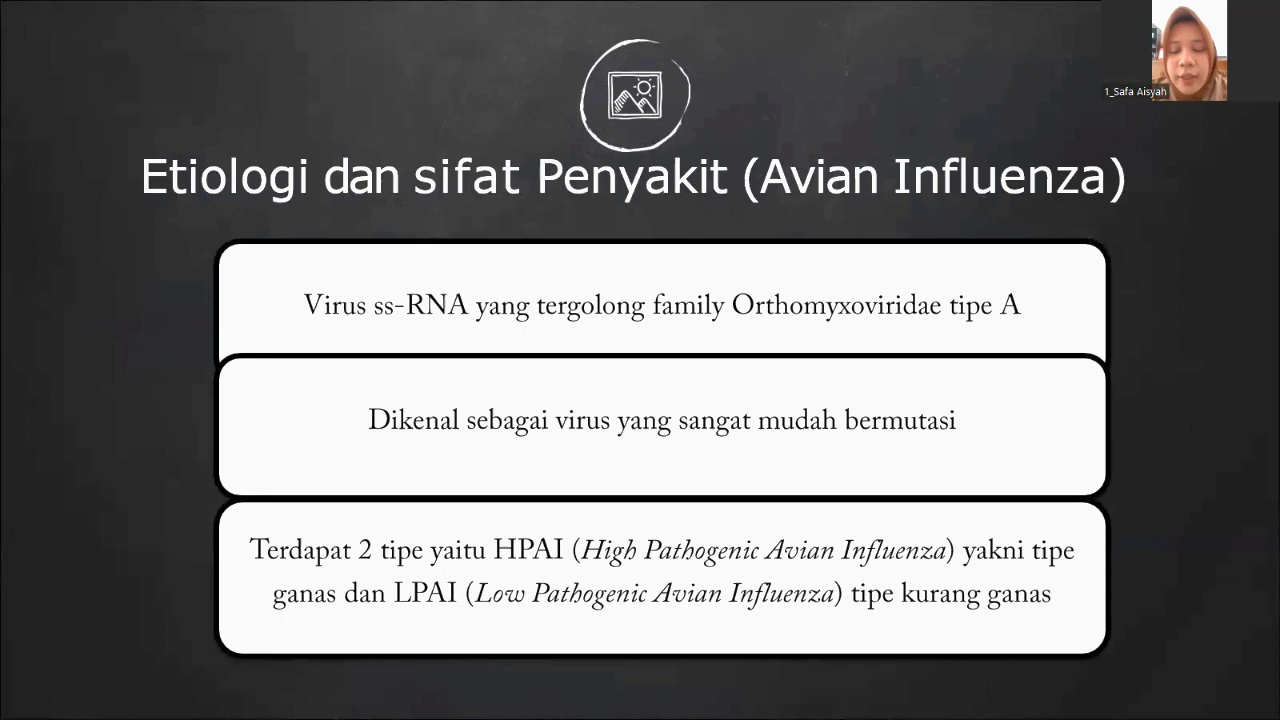 1_Safa Aisyah
Etiologi dan sifat Penyakit (Avian Influenza)
Virus ss-RNA yang tergolong family Orthomyxoviridae tipe A
Dikenal sebagai virus yang sangat mudah bermutasi
Terdapat 2 tipe yaitu HPAI (High Pathogenic Avian Influenza) yakni tipe
ganas dan LPAI (Low Pathogenic Avian Influenza) tipe kurang ganas